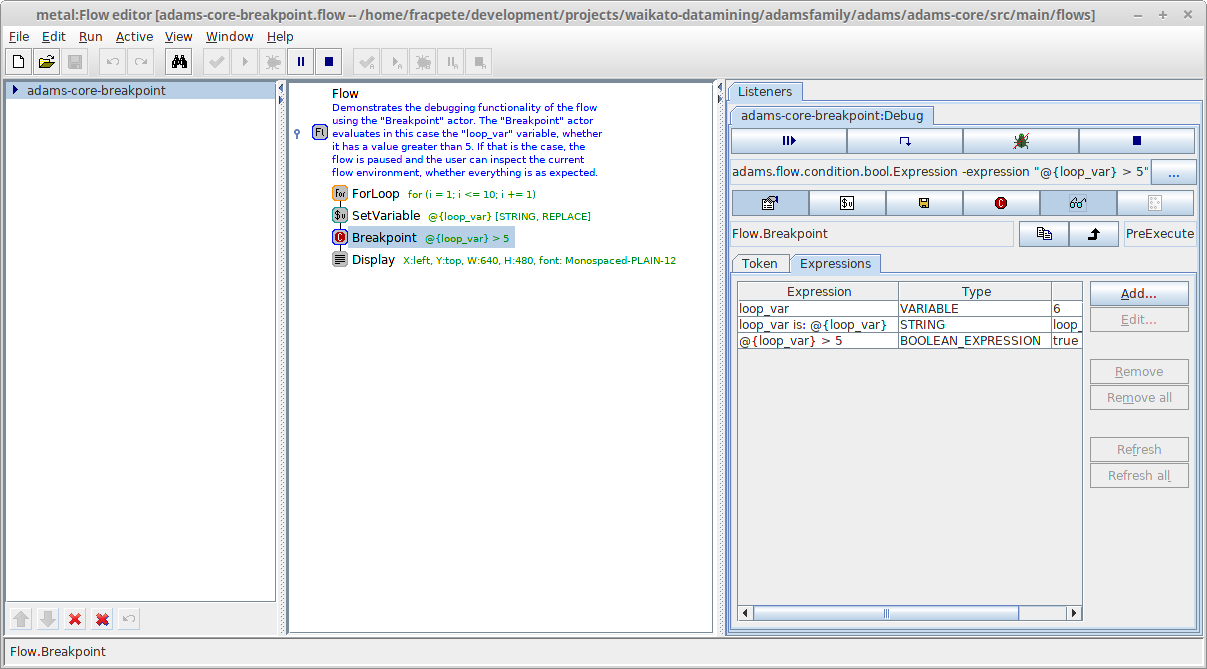 metal:Flow editor [adams-core-breakpoint.flow -- /home/fracpete/development/projects/waikato-datamining/adamsfamily/adams/adams-core/src/main/flows]
File Edit Run Active View Window Help
adams-core-breakpoint
Flow
Demonstrates the debugging functionality of the flow
using the "Breakpoint" actor. The "Breakpoint" actor
evaluates in this case the "loop_var" variable, whether
it has a value greater than 5. If that is the case, the
flow is paused and the user can inspect the current
flow environment, whether everything is as expected.
ForLoop for (i = 1; i <= 10; i += 1)
SetVariable @{loop_var} [STRING, REPLACE]
Breakpoint @{loop_var} > 5
Display X:left, Y:top, W:640, H:480, font: Monospaced-PLAIN-12
Listeners
adams-core-breakpoint:Debug
adams.flow.condition.bool.Expression -expression "@{loop_var} > 5"
...
Flow.Breakpoint
PreExecute
Token Expressions
Expression Type
loop_var VARIABLE 6
loop_var is: @{loop_var} STRING loop_
@{loop_var} > 5 BOOLEAN_EXPRESSION true
Add...
Edit...
Remove
Remove all
Refresh
Refresh all
Flow.Breakpoint